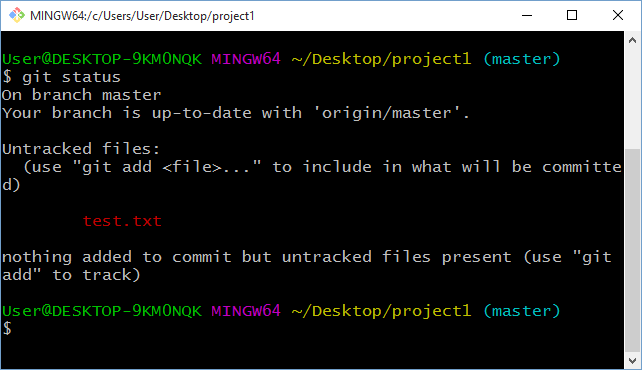 MINGW64:/c/Users/User/Desktop/project1
User@DESKTOP-9KM0NQK MINGW64 ~/Desktop/project1 (master)
$ git status
On branch master
Your branch is up-to-date with 'origin/master'.
Untracked files:
  (use "git add <file>..." to include in what will be committe
d)
        test.txt
nothing added to commit but untracked files present (use "git
add" to track)
User@DESKTOP-9KM0NQK MINGW64 ~/Desktop/project1 (master)
$